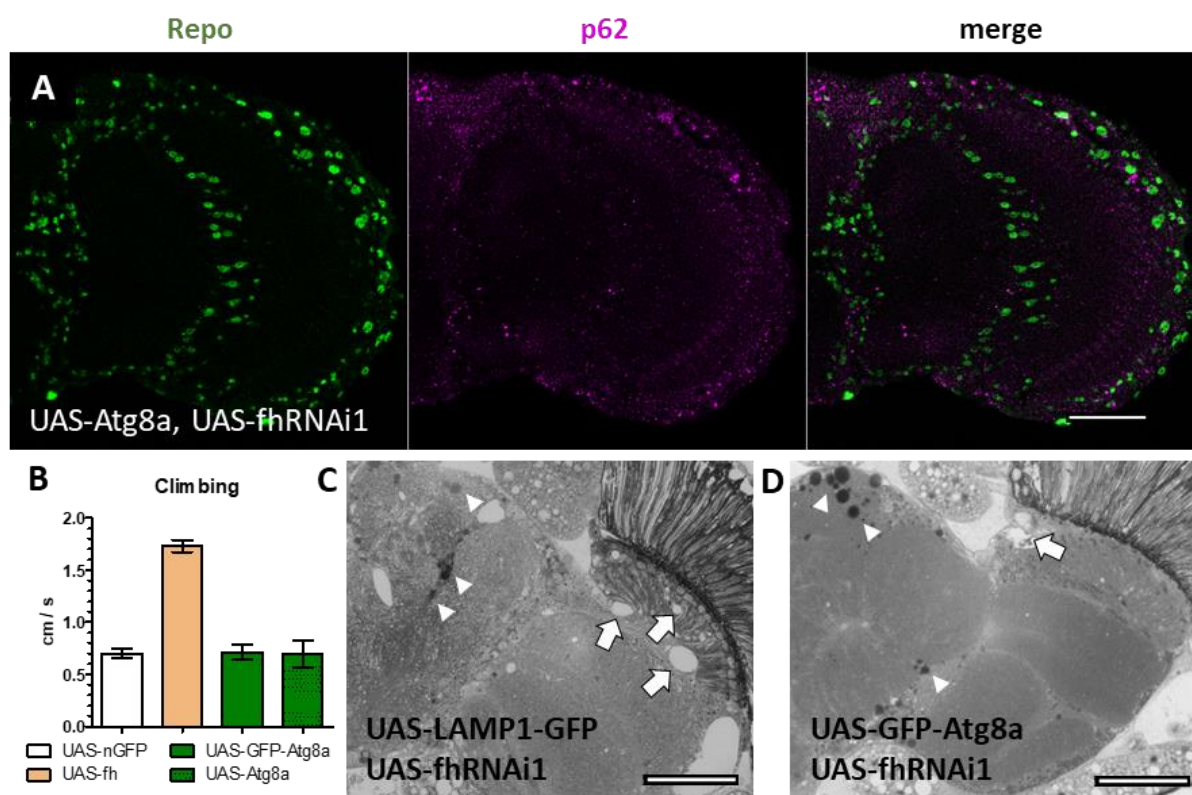 Repo p62 merge
A
UAS-Atg8a, UAS-fhRNAi1
B
Climbing
2.0
1.5
1.0
0.5
0.0
cm / s
UAS-nGFP UAS-GFP-Atg8a
UAS-fh UAS-Atg8a
C
UAS-LAMP1-GFP
UAS-fhRNAi1
D
UAS-GFP-Atg8a
UAS-fhRNAi1